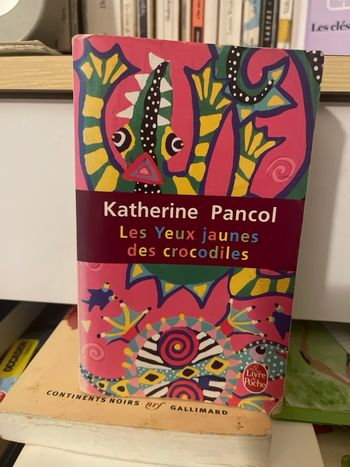 Les clés
Katherine Pancol
Les Yeux jaunes
des crocodiles
Le Livre
de Poche
CONTINENTS NOIRS nrf GALLIMARD